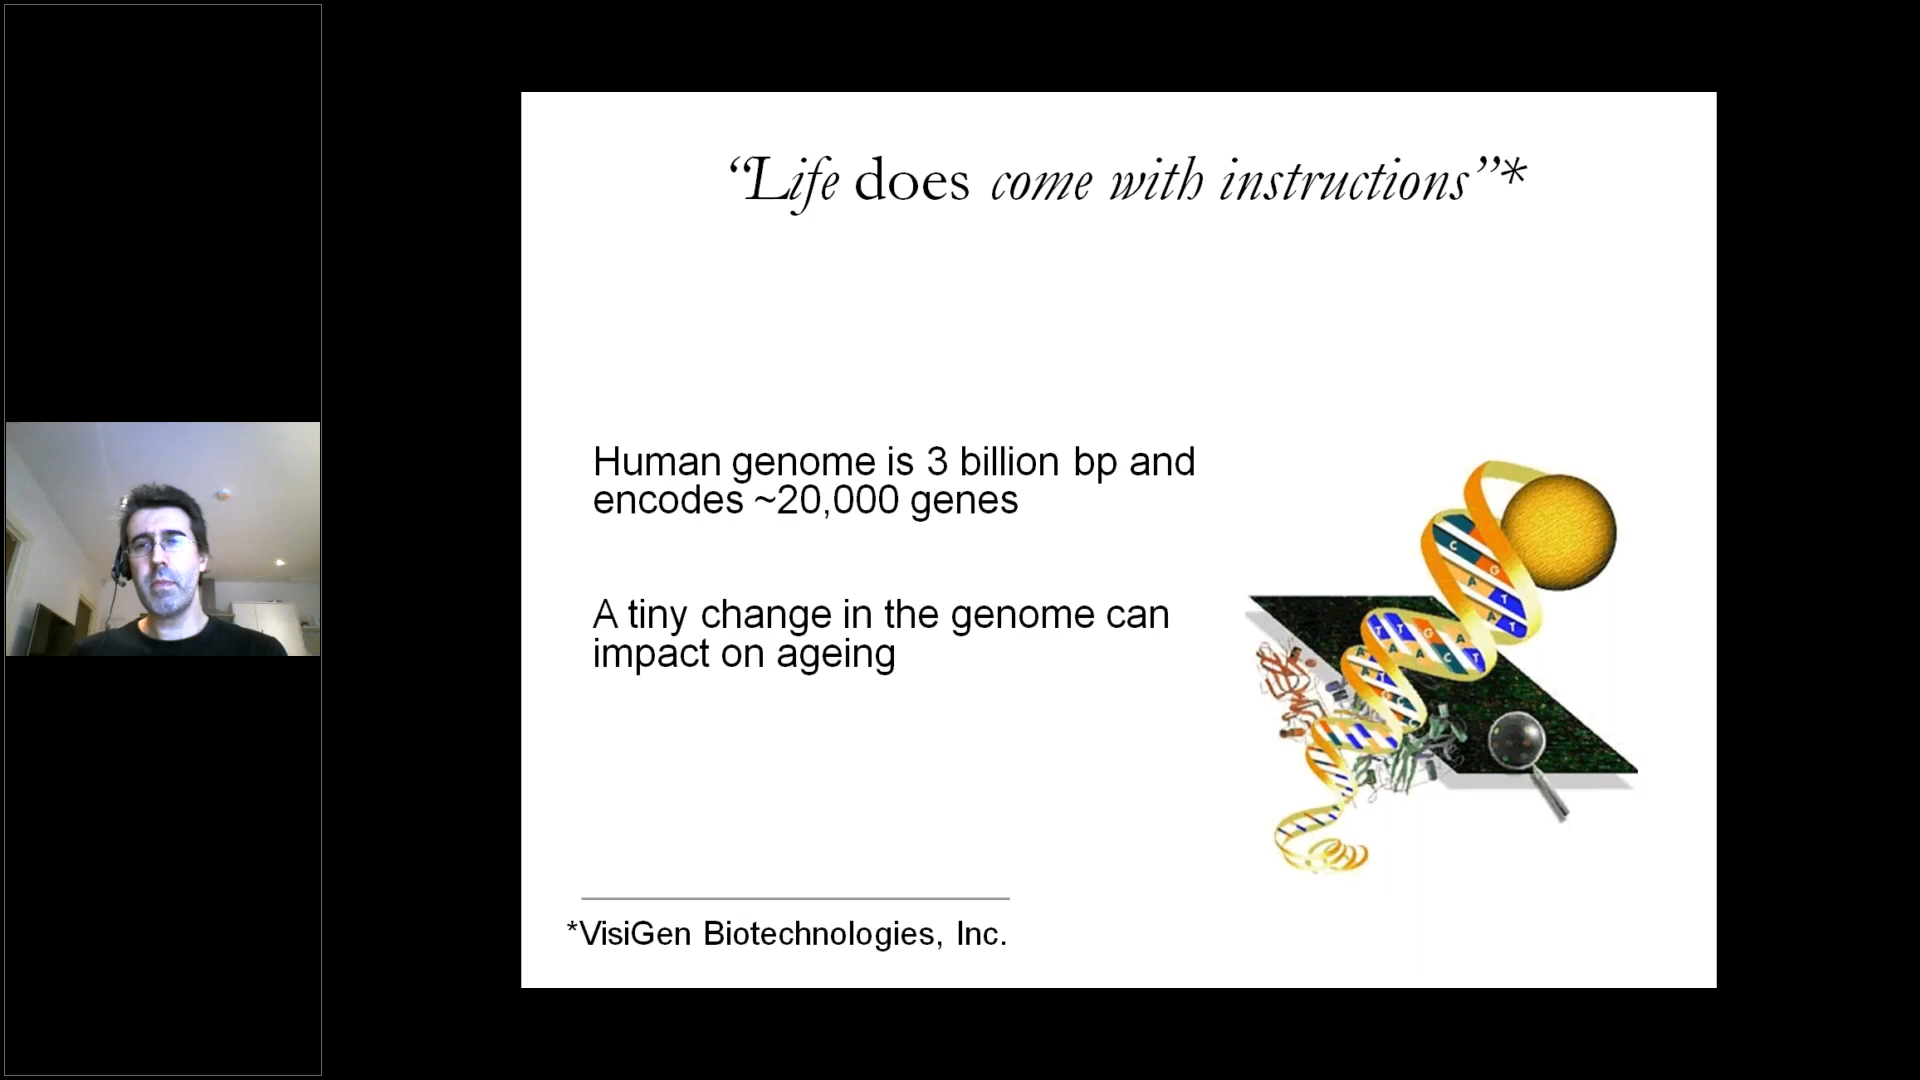 “Life does come with instructions”*
Human genome is 3 billion bp and
encodes ~20,000 genes
A tiny change in the genome can
impact on ageing
*VisiGen Biotechnologies, Inc.